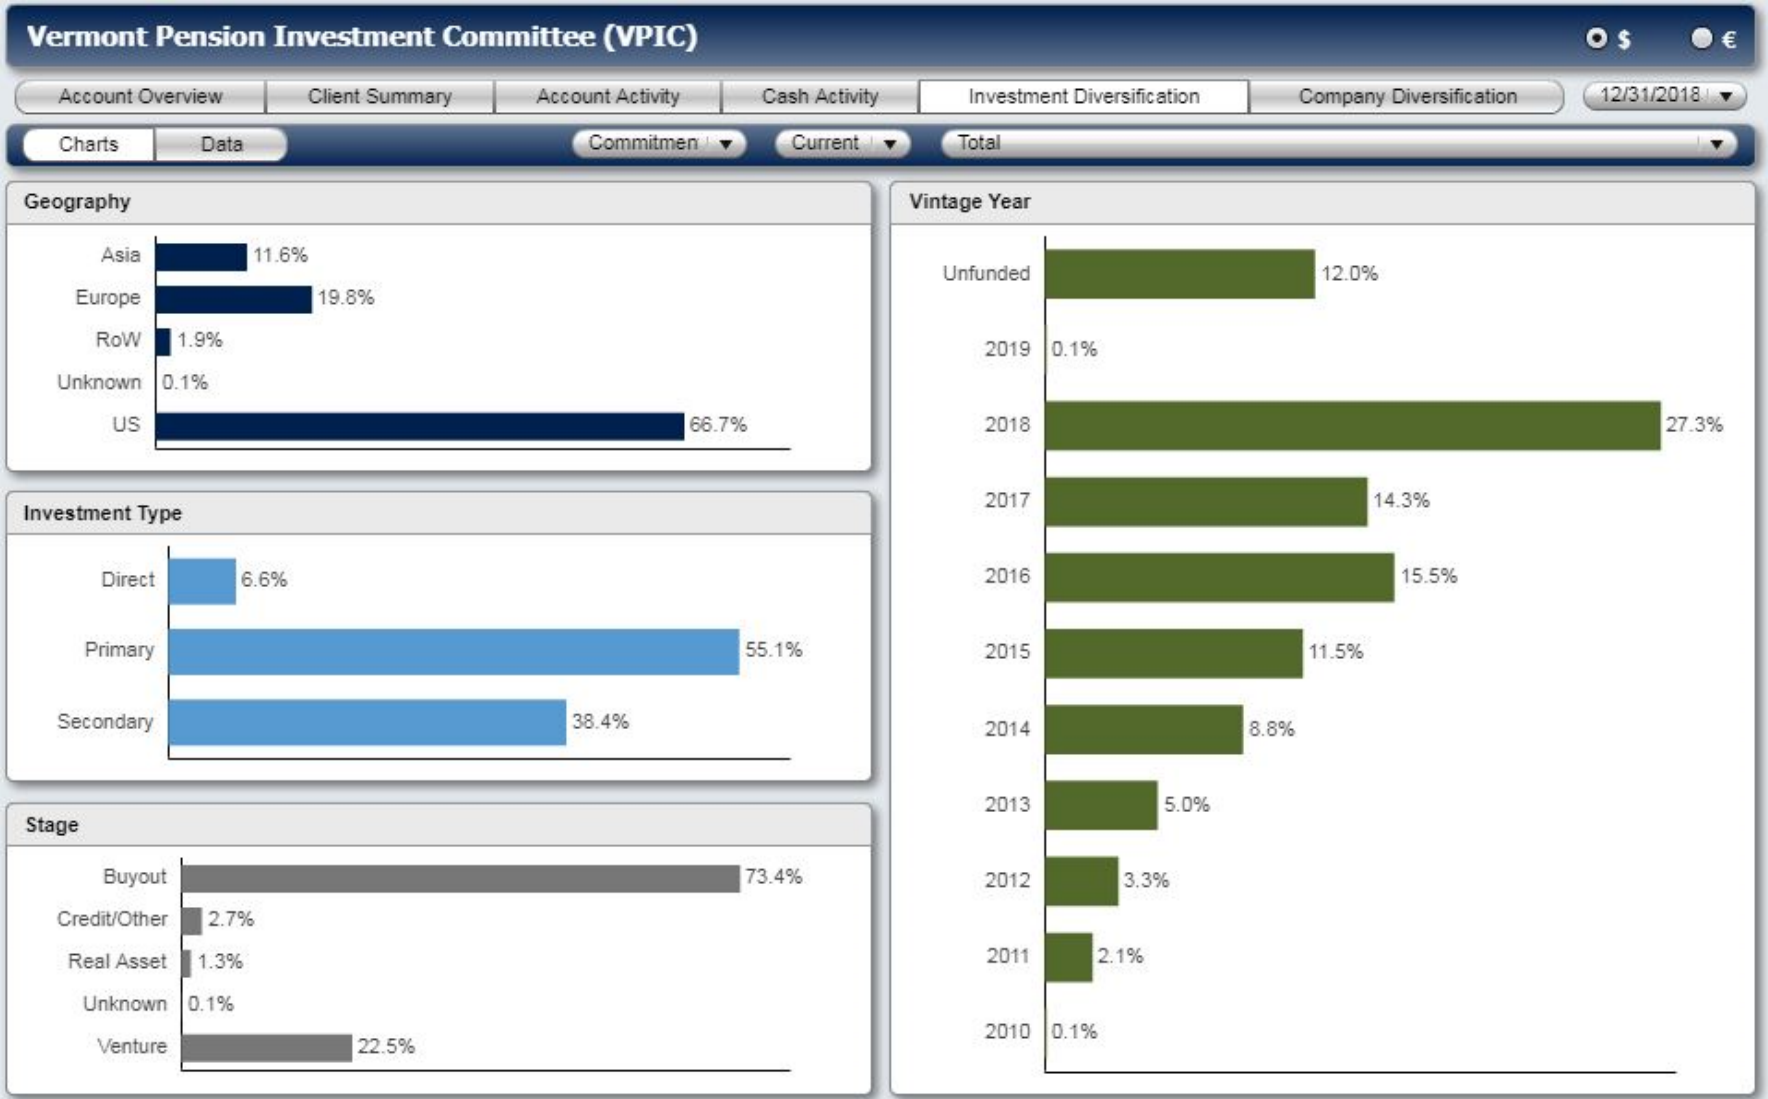 Vermont Pension Investment Committee (VPIC)
$
€
Account Overview
Client Summary
Account Activity
Cash Activity
Investment Diversification
Company Diversification
12/31/2018
Charts
Data
Commitmen
Current
Total
Geography
Asia 11.6%
Europe 19.8%
RoW 1.9%
Unknown 0.1%
US 66.7%
Investment Type
Direct 6.6%
Primary 55.1%
Secondary 38.4%
Stage
Buyout 73.4%
Credit/Other 2.7%
Real Asset 1.3%
Unknown 0.1%
Venture 22.5%
Vintage Year
Unfunded 12.0%
2019 0.1%
2018 27.3%
2017 14.3%
2016 15.5%
2015 11.5%
2014 8.8%
2013 5.0%
2012 3.3%
2011 2.1%
2010 0.1%